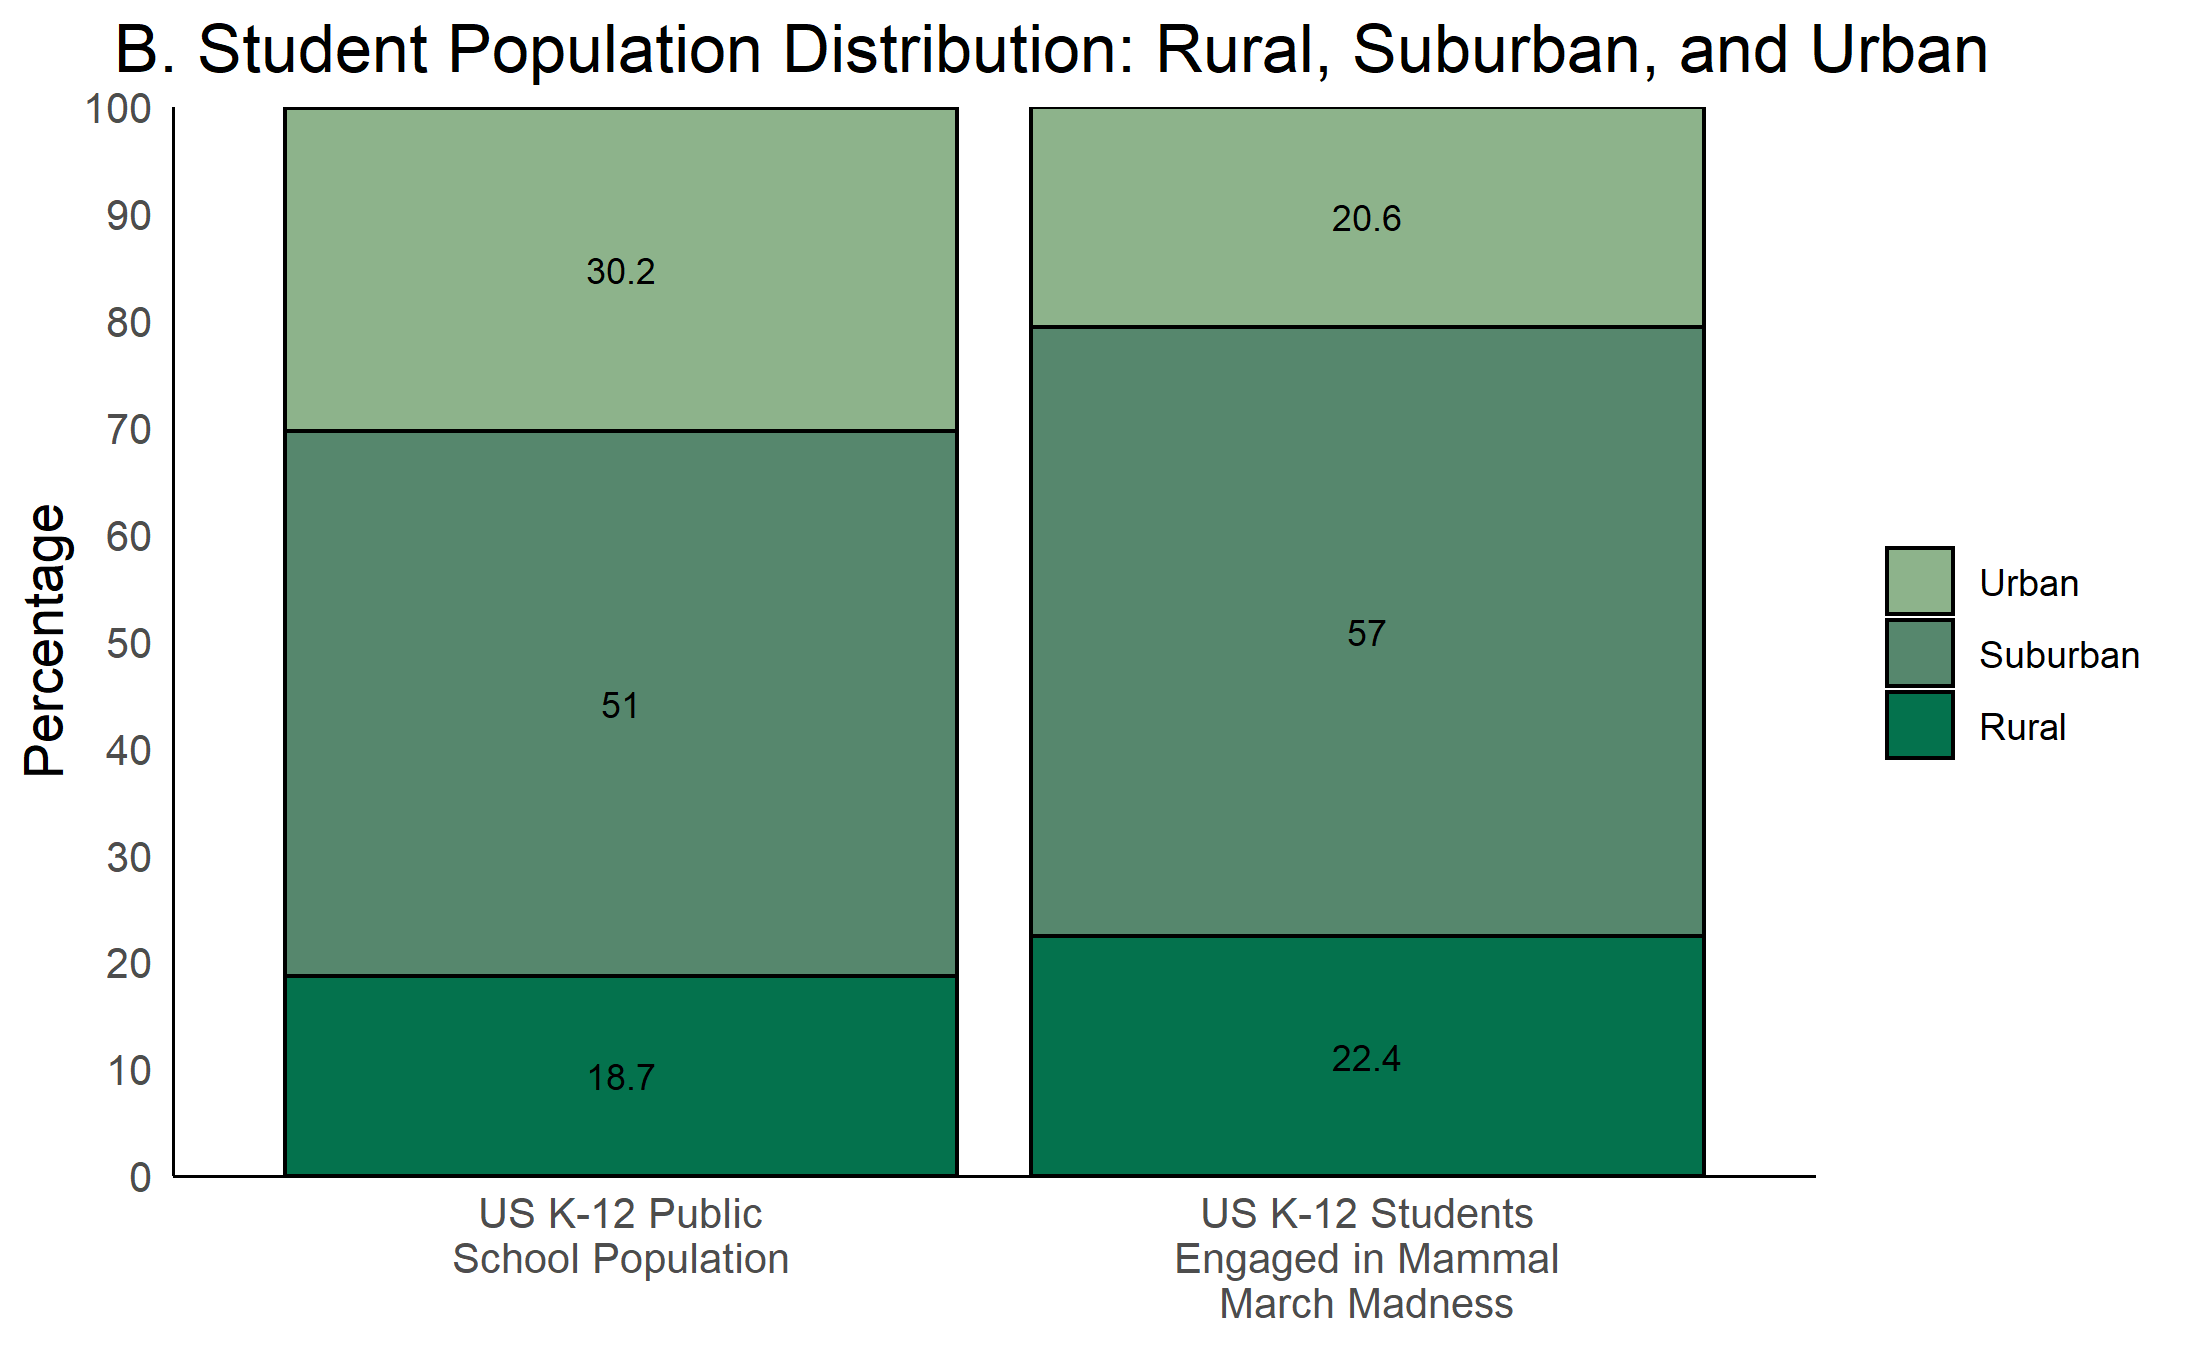 B. Student Population Distribution: Rural, Suburban, and Urban
Percentage
100
90
80
70
60
50
40
30
20
10
0
30.2
51
18.7
20.6
57
22.4
US K-12 Public
School Population
US K-12 Students
Engaged in Mammal
March Madness
Urban
Suburban
Rural